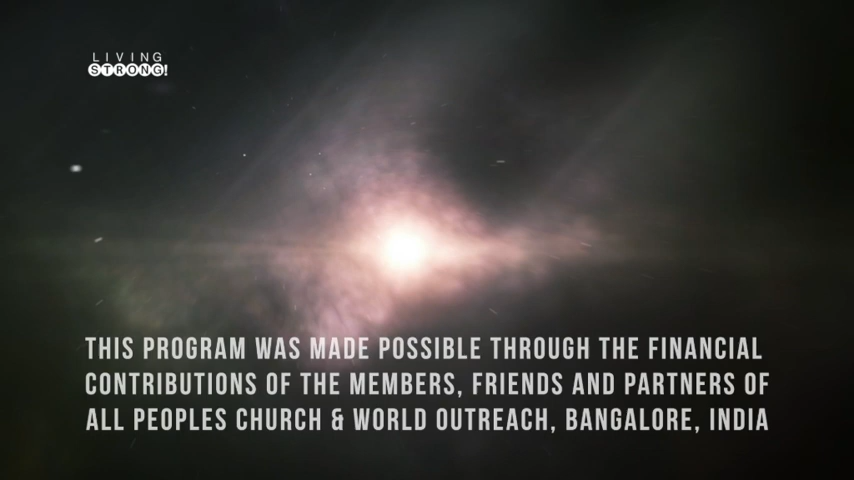 LIVING
STRONG!
THIS PROGRAM WAS MADE POSSIBLE THROUGH THE FINANCIAL
CONTRIBUTIONS OF THE MEMBERS, FRIENDS AND PARTNERS OF
ALL PEOPLES CHURCH & WORLD OUTREACH, BANGALORE, INDIA